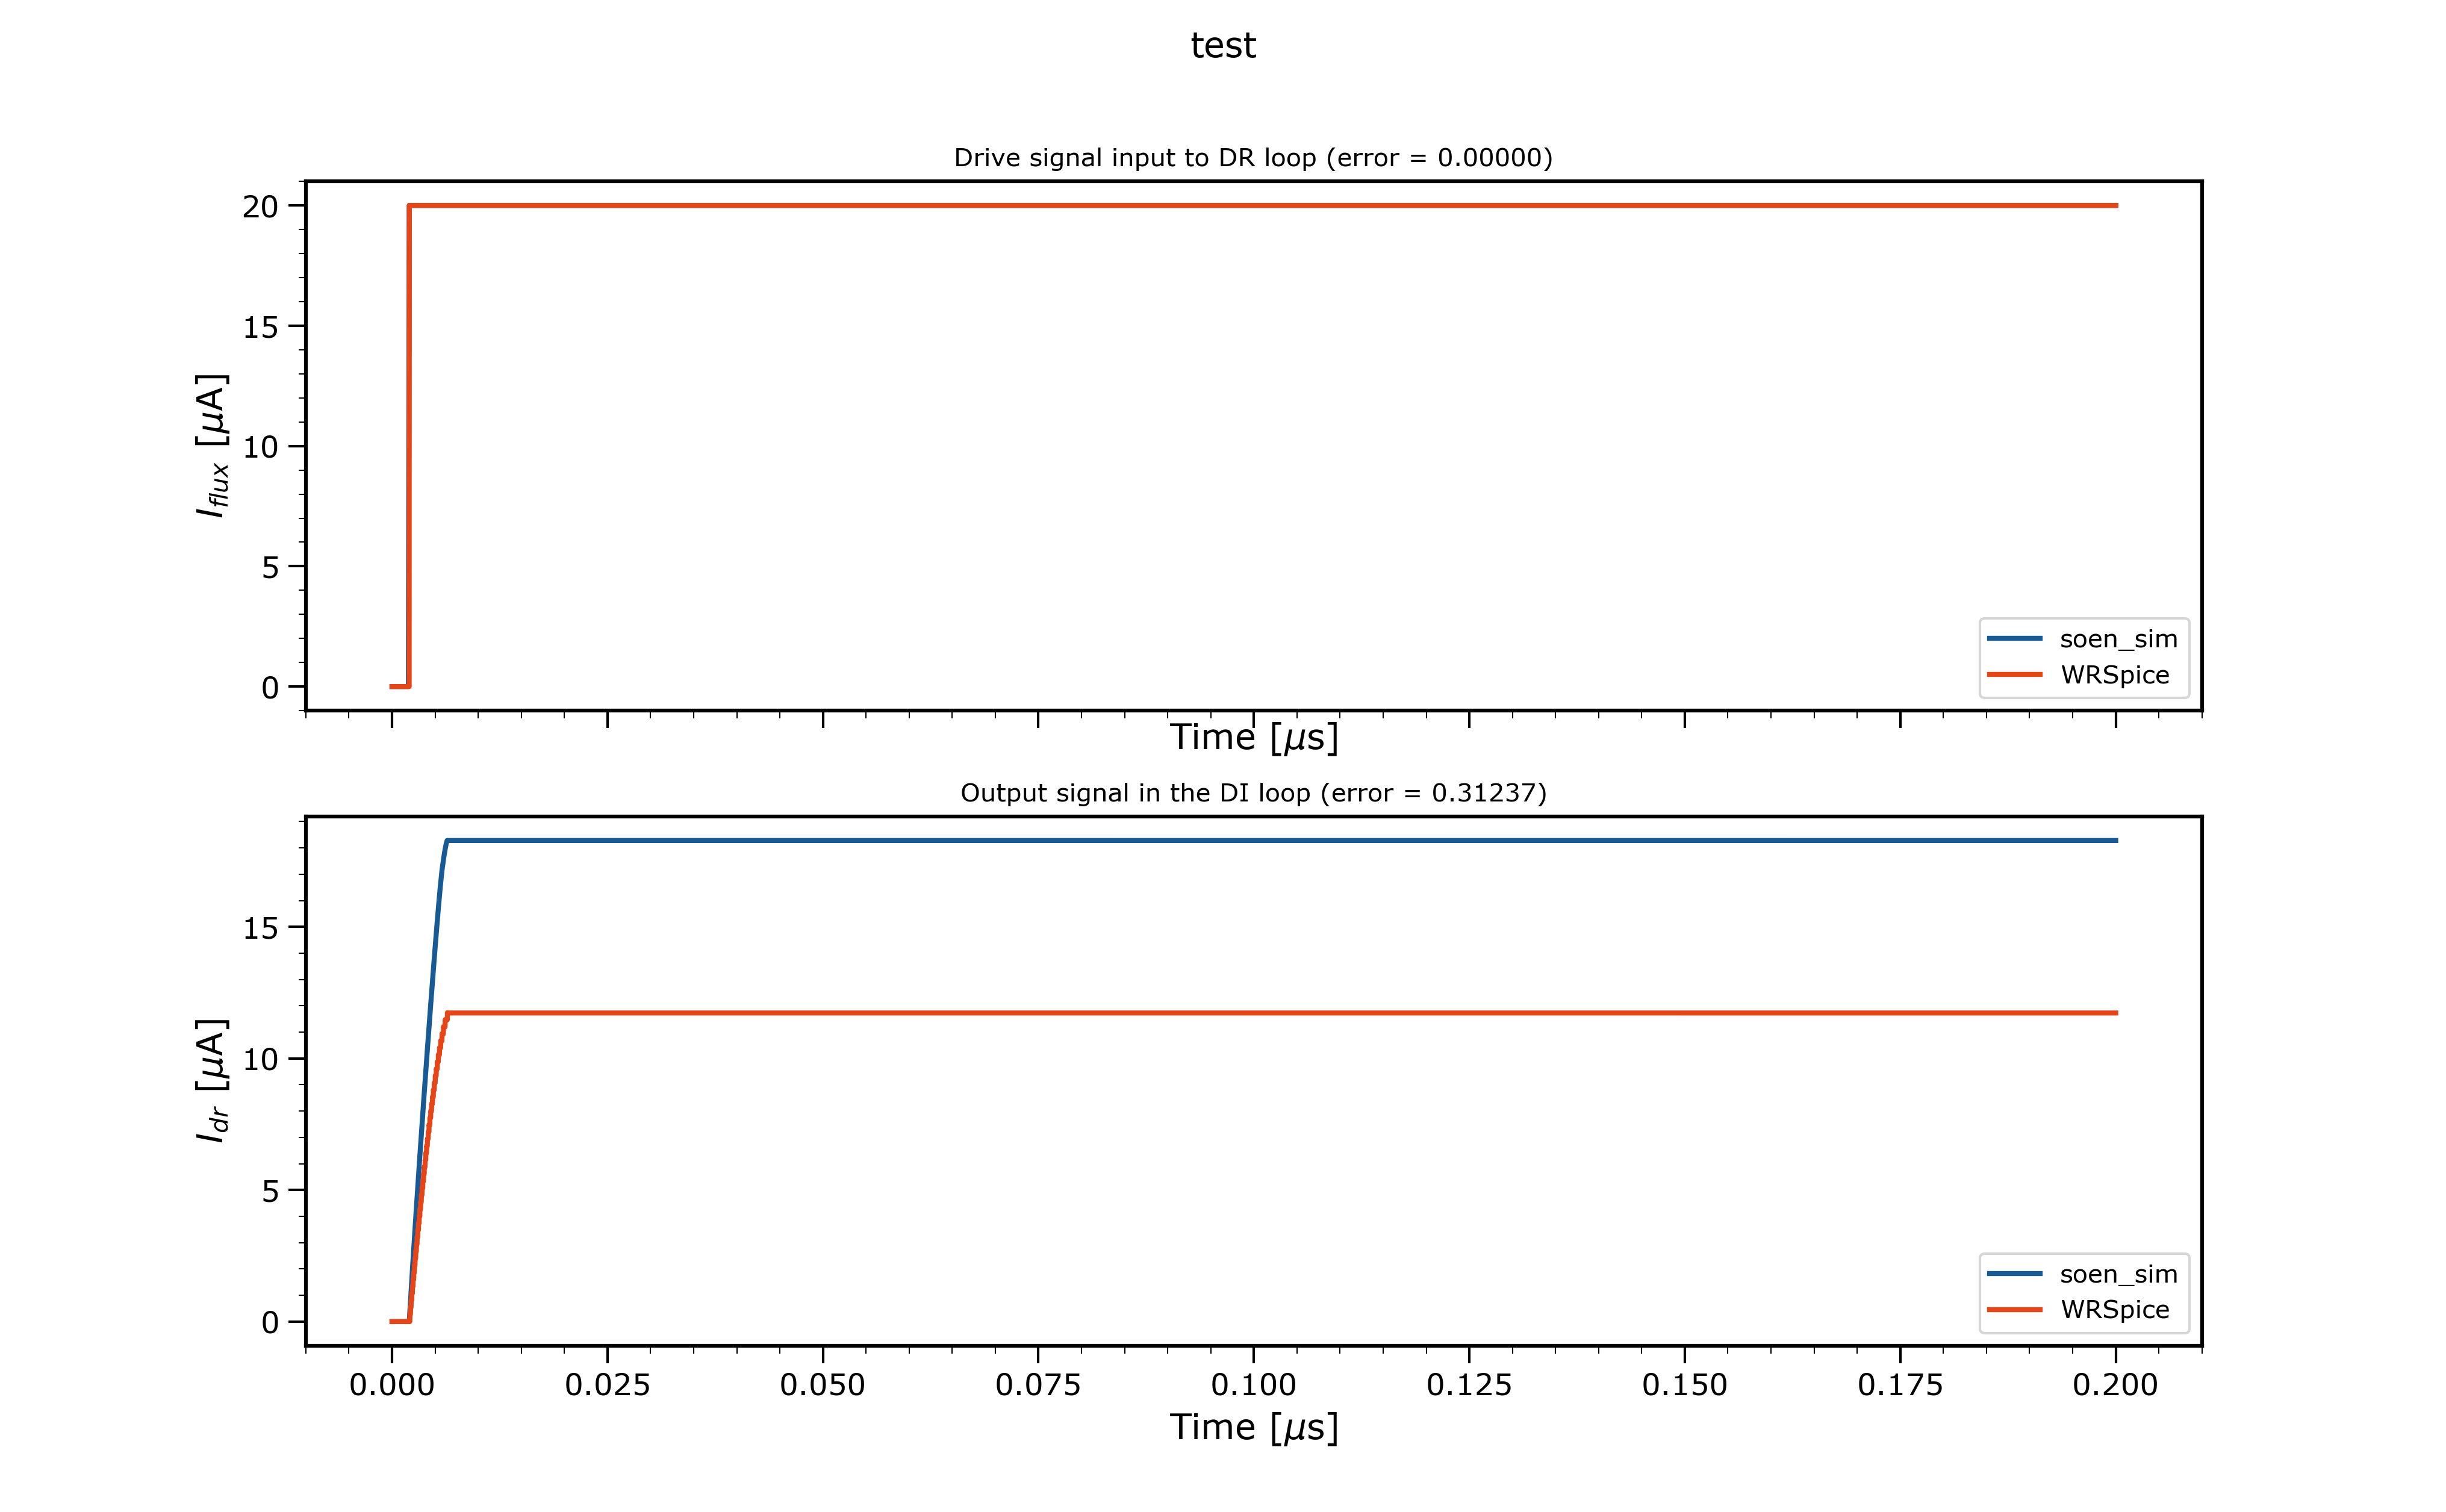 test
Drive signal input to DR loop (error = 0.00000)
20
15
10
5
0
I_flux [μA]
soen_sim
WRSpice
Time [μs]
Output signal in the DI loop (error = 0.31237)
15
10
5
0
I_dr [μA]
soen_sim
WRSpice
0.000 0.025 0.050 0.075 0.100 0.125 0.150 0.175 0.200
Time [μs]